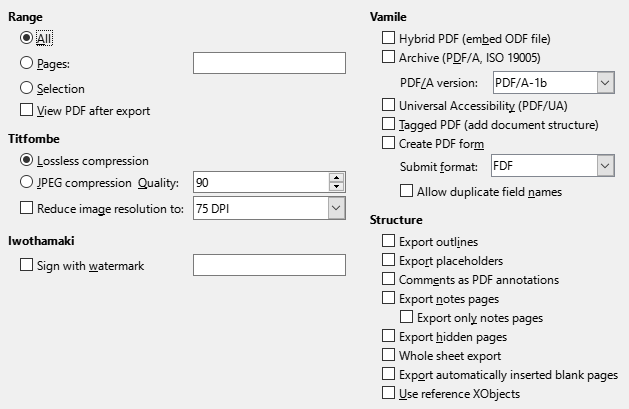 Range
All
Pages:
Selection
View PDF after export
Titfombe
Lossless compression
JPEG compression Quality: 90
Reduce image resolution to: 75 DPI
Iwothamaki
Sign with watermark
Vamile
Hybrid PDF (embed ODF file)
Archive (PDF/A, ISO 19005)
PDF/A version: PDF/A-1b
Universal Accessibility (PDF/UA)
Tagged PDF (add document structure)
Create PDF form
Submit format: FDF
Allow duplicate field names
Structure
Export outlines
Export placeholders
Comments as PDF annotations
Export notes pages
Export only notes pages
Export hidden pages
Whole sheet export
Export automatically inserted blank pages
Use reference XObjects